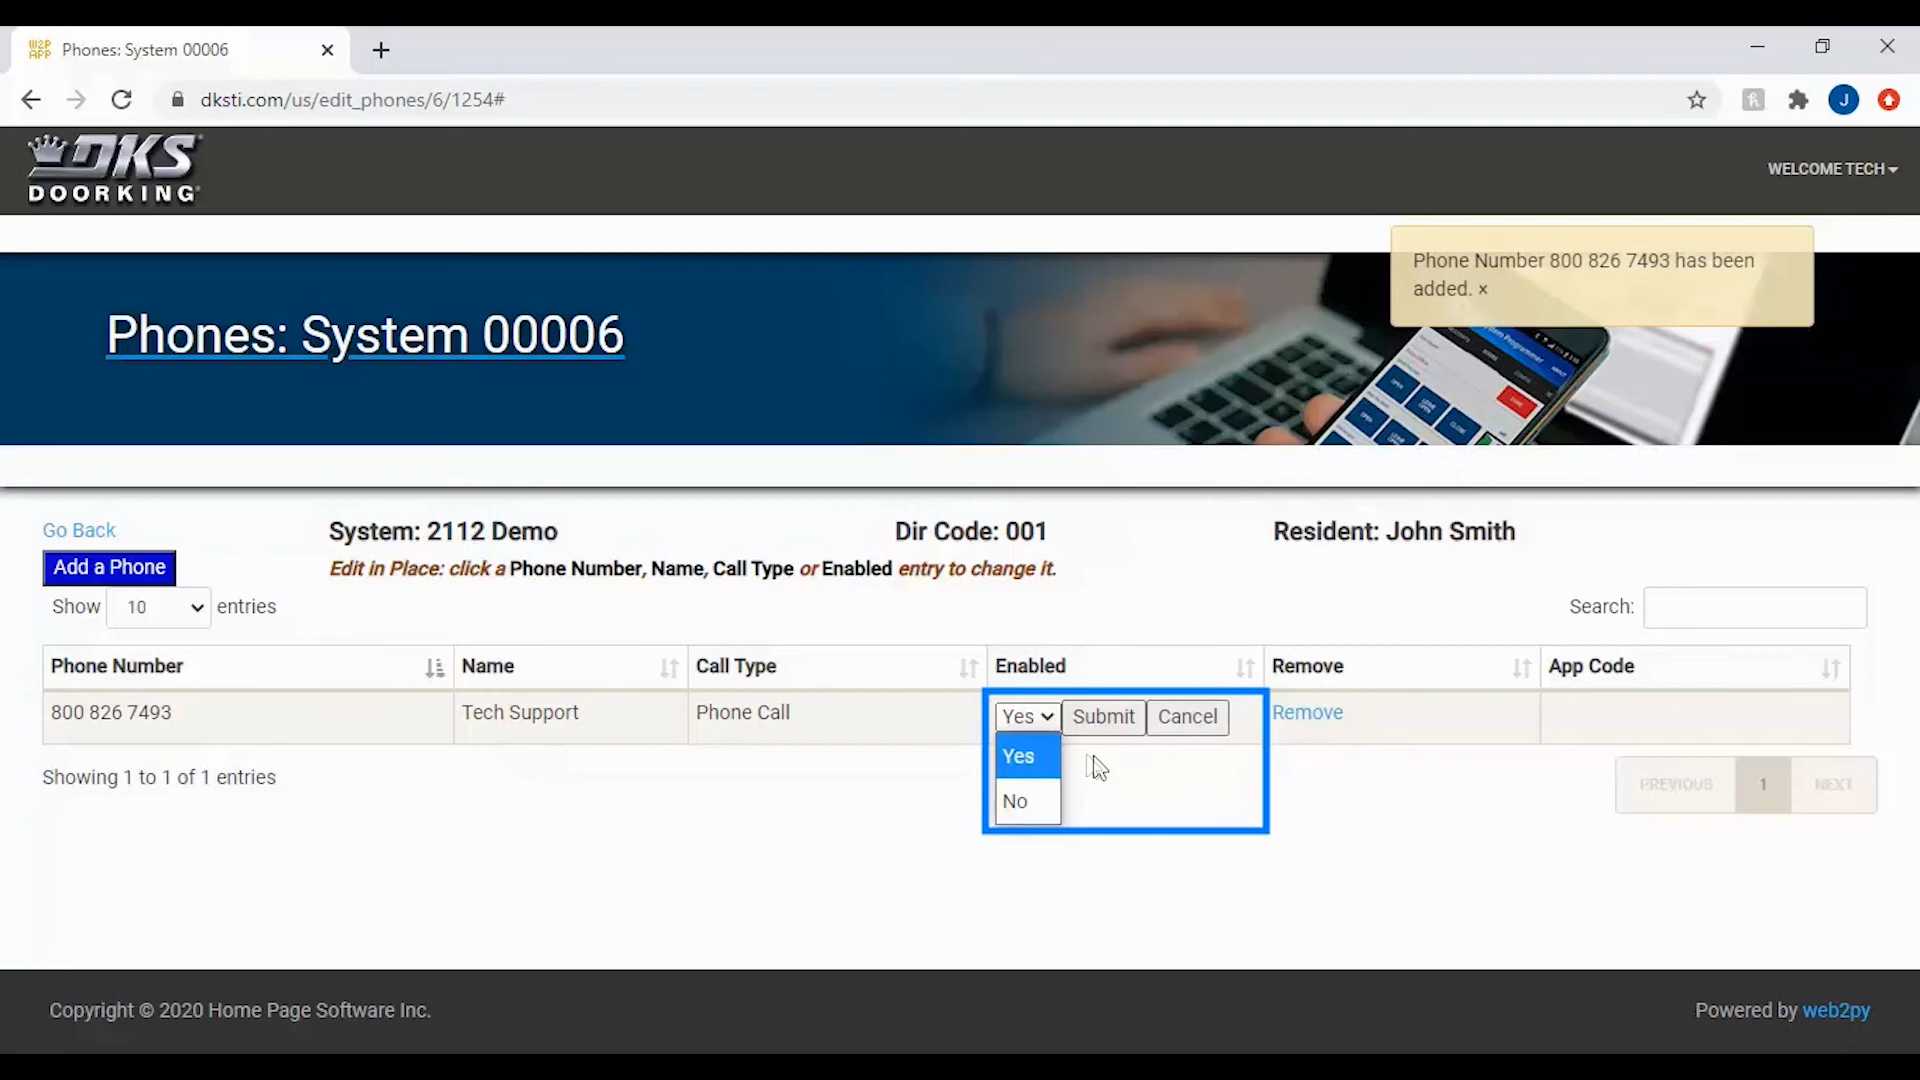 W2P
APP
Phones: System 00006
dksti.com/us/edit_phones/6/1254#
J
DKS
DOORKING
WELCOME TECH
Phone Number 800 826 7493 has been
added. ×
Phones: System 00006
Go Back
System: 2112 Demo
Dir Code: 001
Resident: John Smith
Add a Phone
Edit in Place: click a Phone Number, Name, Call Type or Enabled entry to change it.
Show 10 entries
Search:
Phone Number
Name
Call Type
Enabled
Remove
App Code
800 826 7493
Tech Support
Phone Call
Yes
Submit
Cancel
Remove
Yes
No
Showing 1 to 1 of 1 entries
PREVIOUS
1
NEXT
Copyright © 2020 Home Page Software Inc.
Powered by web2py